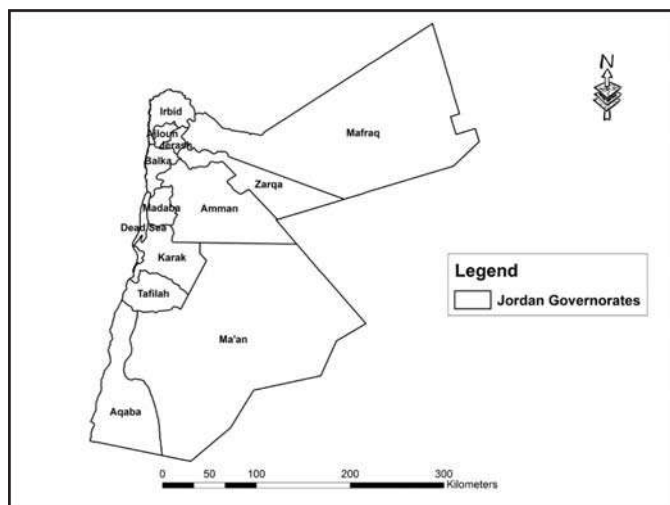 N
Irbid
Ajloun
Jerash
Mafraq
Balka
Zarqa
Madaba
Amman
Dead Sea
Karak
Legend
Jordan Governorates
Tafilah
Ma'an
Aqaba
0 50 100 200 300
Kilometers